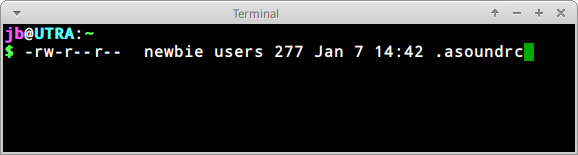 Terminal
jb@UTRA:~
$ -rw-r--r--  newbie users 277 Jan 7 14:42 .asoundrc